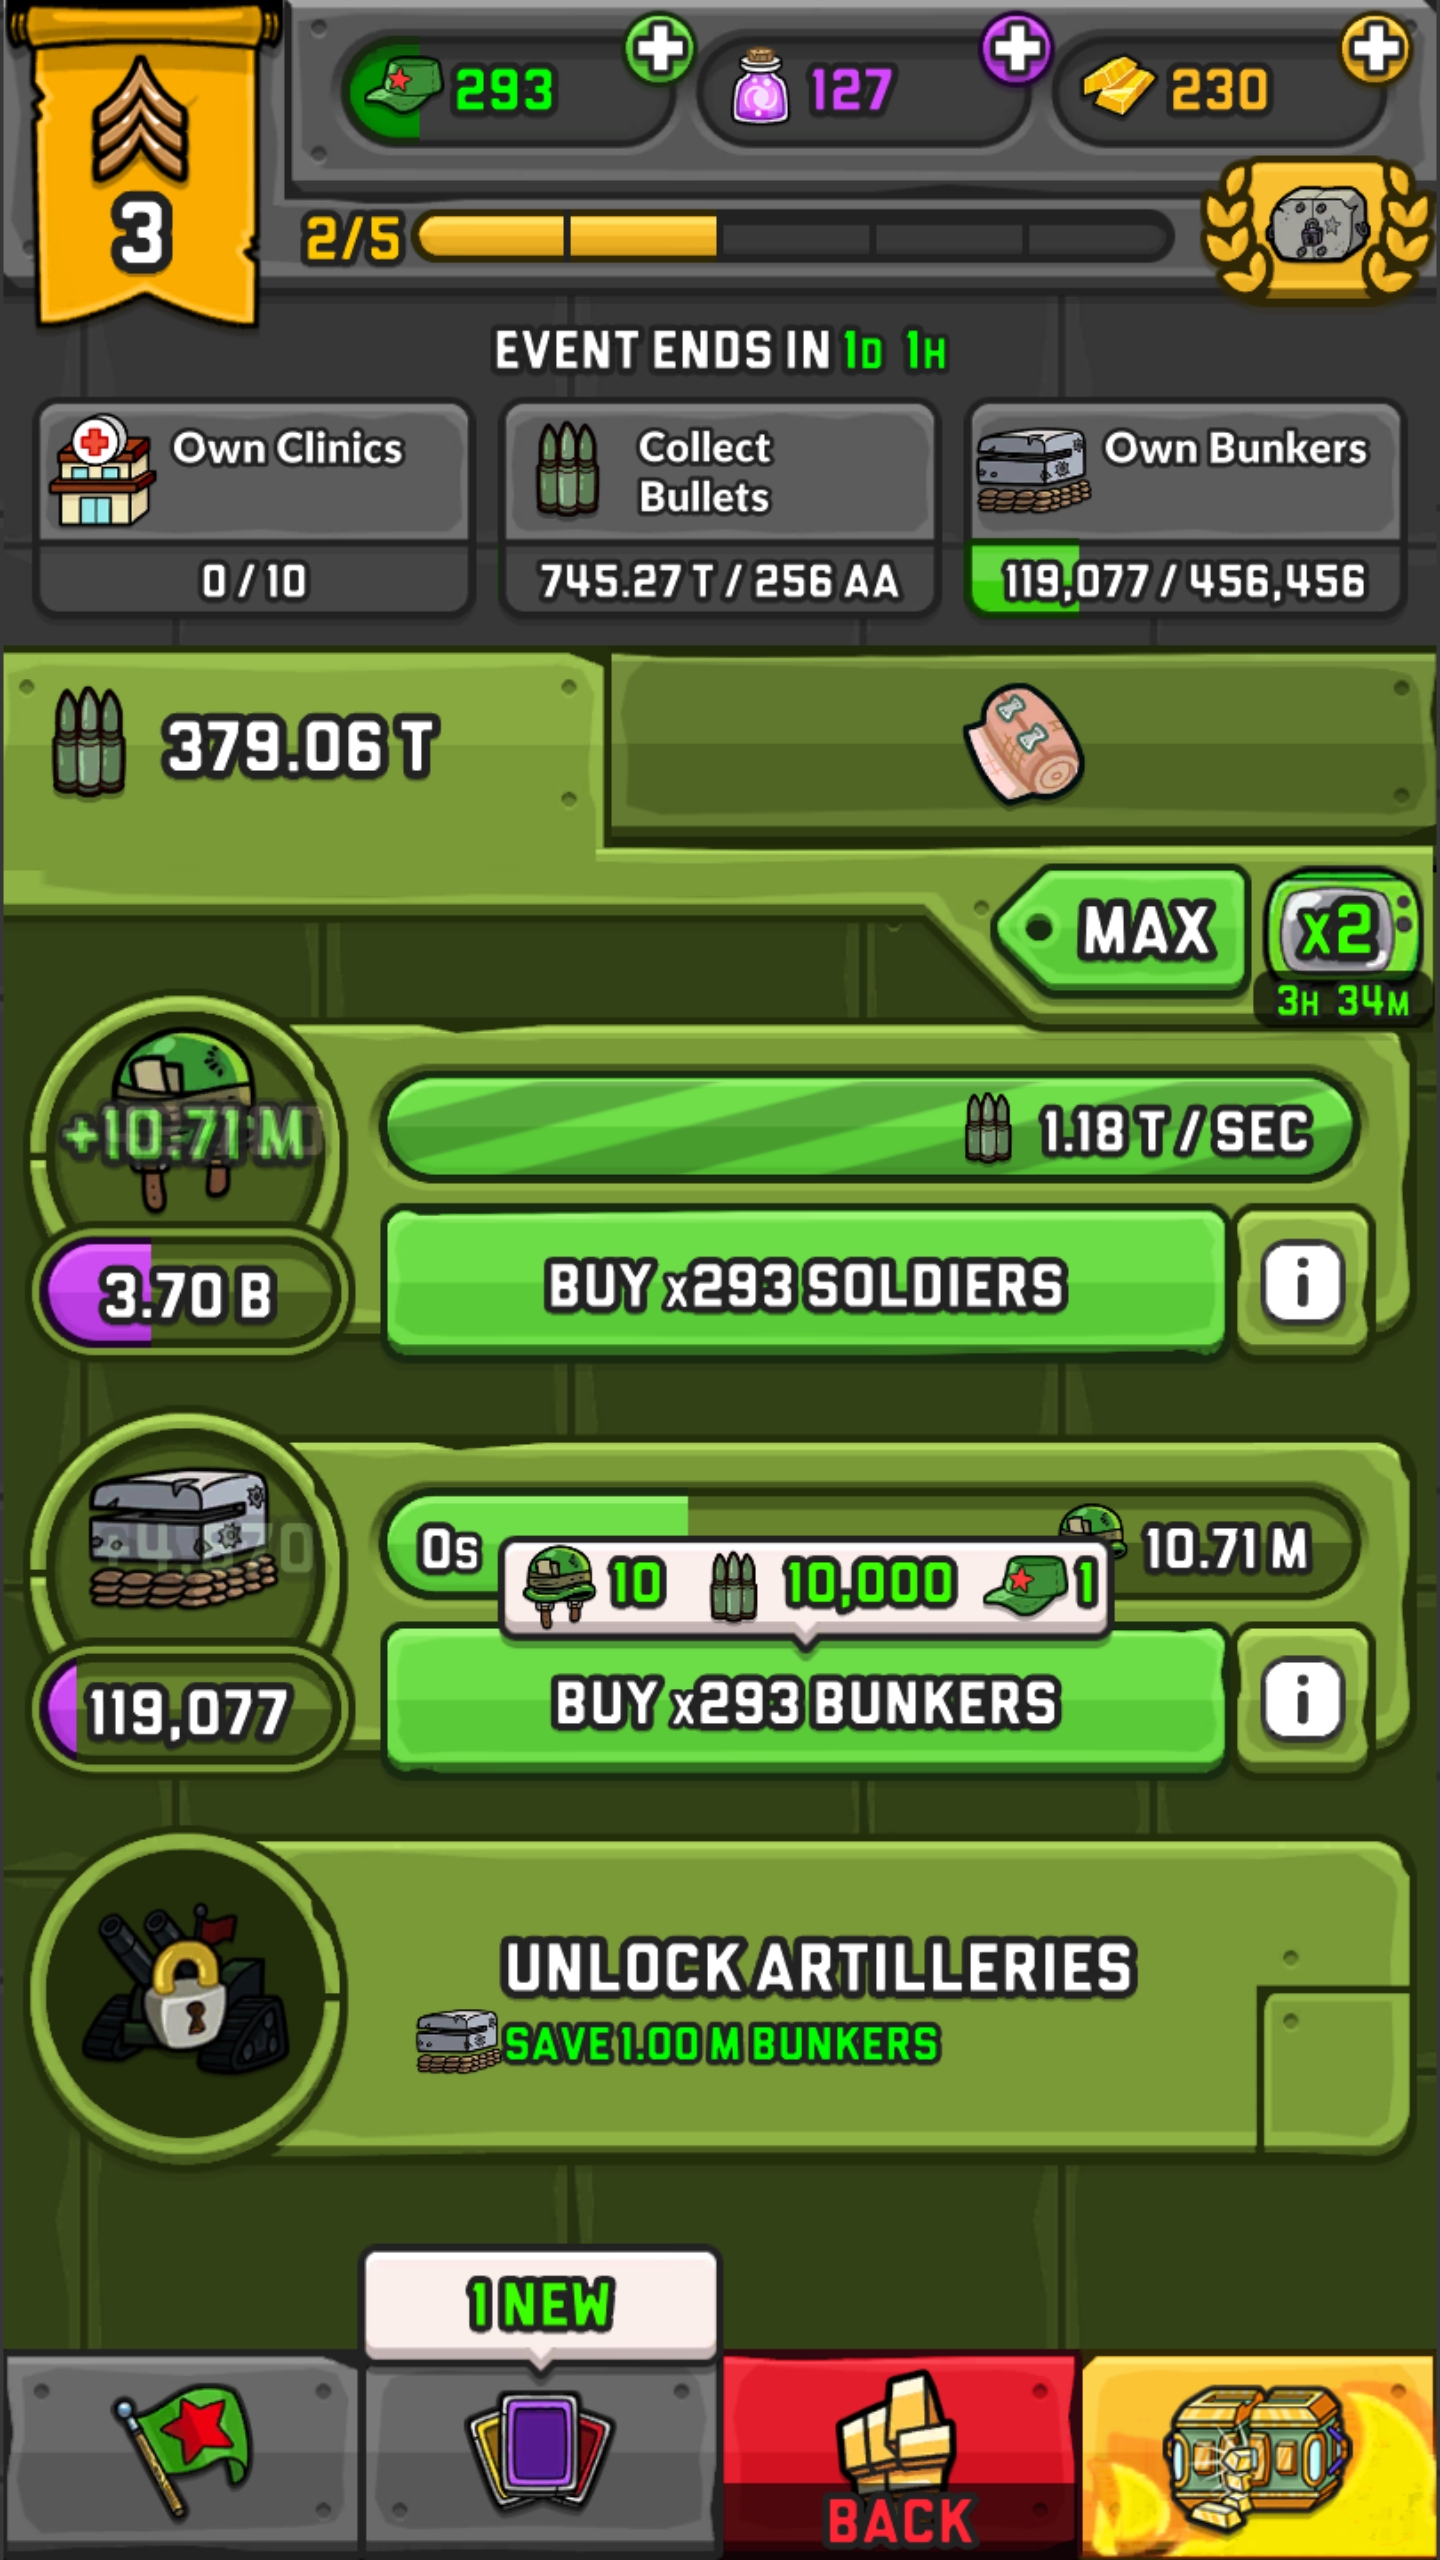 293
127
230
3
2/5
EVENT ENDS IN 1D 1H
Own Clinics
0 / 10
Collect
Bullets
745.27 T / 256 AA
Own Bunkers
119,077 / 456,456
379.06 T
MAX
x2
3H 34M
+10.71 M
1.18 T / SEC
3.70 B
BUY x293 SOLDIERS
0s
10.71 M
10
10,000
1
119,077
BUY x293 BUNKERS
UNLOCK ARTILLERIES
SAVE 1.00 M BUNKERS
1 NEW
BACK